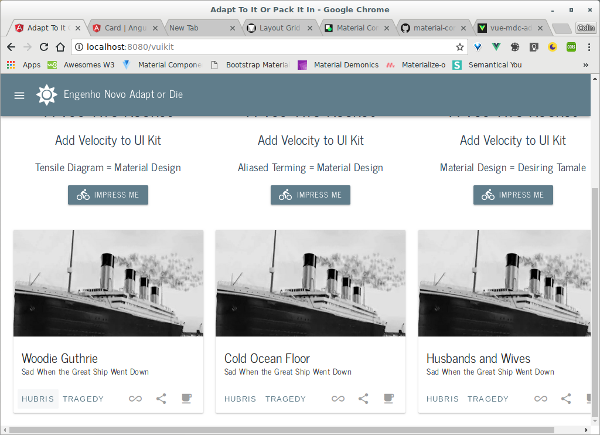 Adapt To It Or Pack It In - Google Chrome
Adapt To It
Card | Angu
New Tab
Layout Grid
Material Co
material-co
vue-mdc-ad
Colin
localhost:8080/vuikit
Apps
Awesomes W3
Material Compone
Bootstrap Materia
Material Demonics
Materialize-o
Semantical You
Engenho Novo Adapt or Die
Add Velocity to UI Kit
Add Velocity to UI Kit
Add Velocity to UI Kit
Tensile Diagram = Material Design
Aliased Terming = Material Design
Material Design = Desiring Tamale
IMPRESS ME
IMPRESS ME
IMPRESS ME
Woodie Guthrie
Cold Ocean Floor
Husbands and Wives
Sad When the Great Ship Went Down
Sad When the Great Ship Went Down
Sad When the Great Ship Went Down
HUBRIS TRAGEDY
HUBRIS TRAGEDY
HUBRIS TRAGEDY